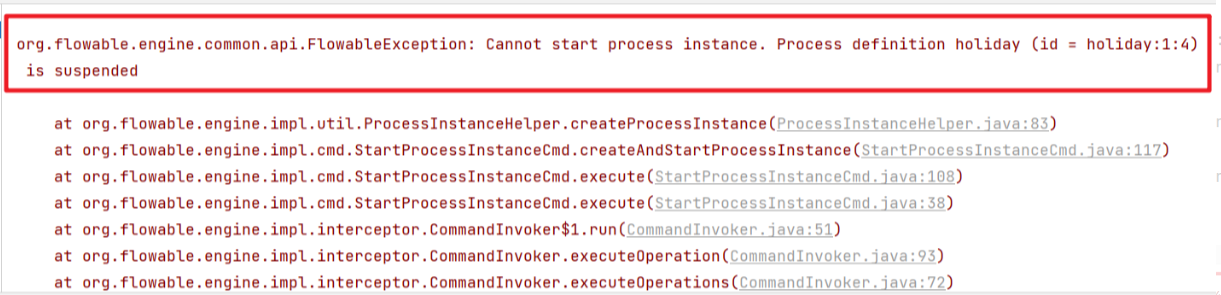 org.flowable.engine.common.api.FlowableException: Cannot start process instance. Process definition holiday (id = holiday:1:4)
is suspended
at org.flowable.engine.impl.util.ProcessInstanceHelper.createProcessInstance(ProcessInstanceHelper.java:83)
at org.flowable.engine.impl.cmd.StartProcessInstanceCmd.createAndStartProcessInstance(StartProcessInstanceCmd.java:117)
at org.flowable.engine.impl.cmd.StartProcessInstanceCmd.execute(StartProcessInstanceCmd.java:108)
at org.flowable.engine.impl.cmd.StartProcessInstanceCmd.execute(StartProcessInstanceCmd.java:38)
at org.flowable.engine.impl.interceptor.CommandInvoker$1.run(CommandInvoker.java:51)
at org.flowable.engine.impl.interceptor.CommandInvoker.executeOperation(CommandInvoker.java:93)
at org.flowable.engine.impl.interceptor.CommandInvoker.executeOperations(CommandInvoker.java:72)